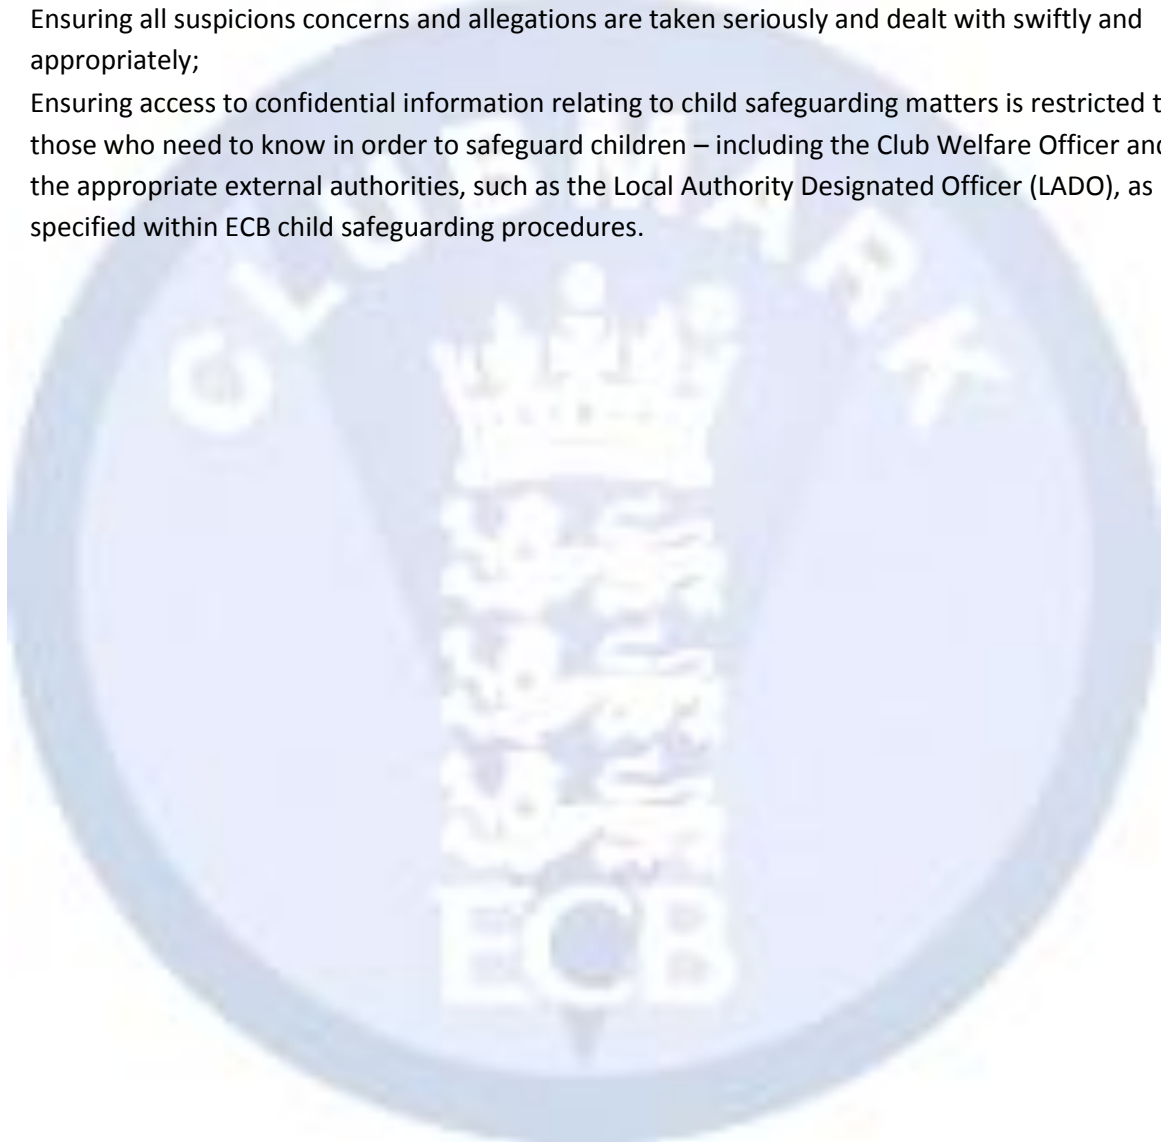 Ensuring all suspicions concerns and allegations are taken seriously and dealt with swiftly and
appropriately;
Ensuring access to confidential information relating to child safeguarding matters is restricted t
those who need to know in order to safeguard children – including the Club Welfare Officer and
the appropriate external authorities, such as the Local Authority Designated Officer (LADO), as
specified within ECB child safeguarding procedures.
CLUBMARK
ECB